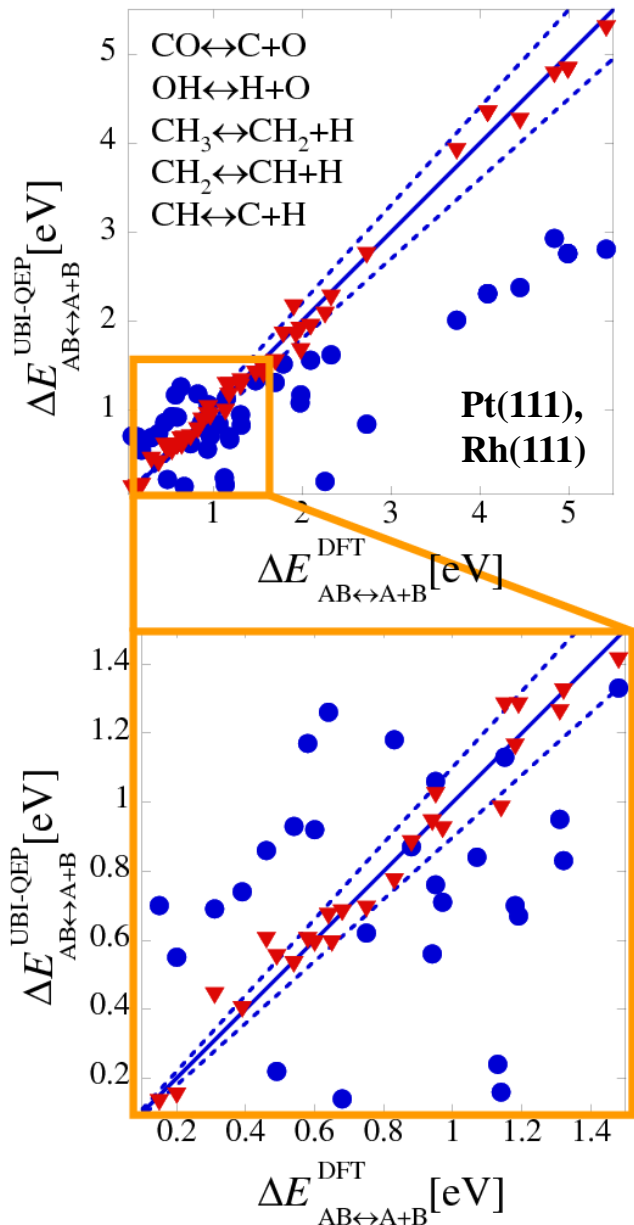 5
4
3
2
1
ΔE^UBI-QEP_AB↔A+B [eV]
CO↔C+O
OH↔H+O
CH₃↔CH₂+H
CH₂↔CH+H
CH↔C+H
Pt(111),
Rh(111)
1 2 3 4 5
ΔE^DFT_AB↔A+B [eV]
1.4
1.2
1
0.8
0.6
0.4
0.2
ΔE^UBI-QEP_AB↔A+B [eV]
0.2 0.4 0.6 0.8 1 1.2 1.4
ΔE^DFT_AB↔A+B [eV]